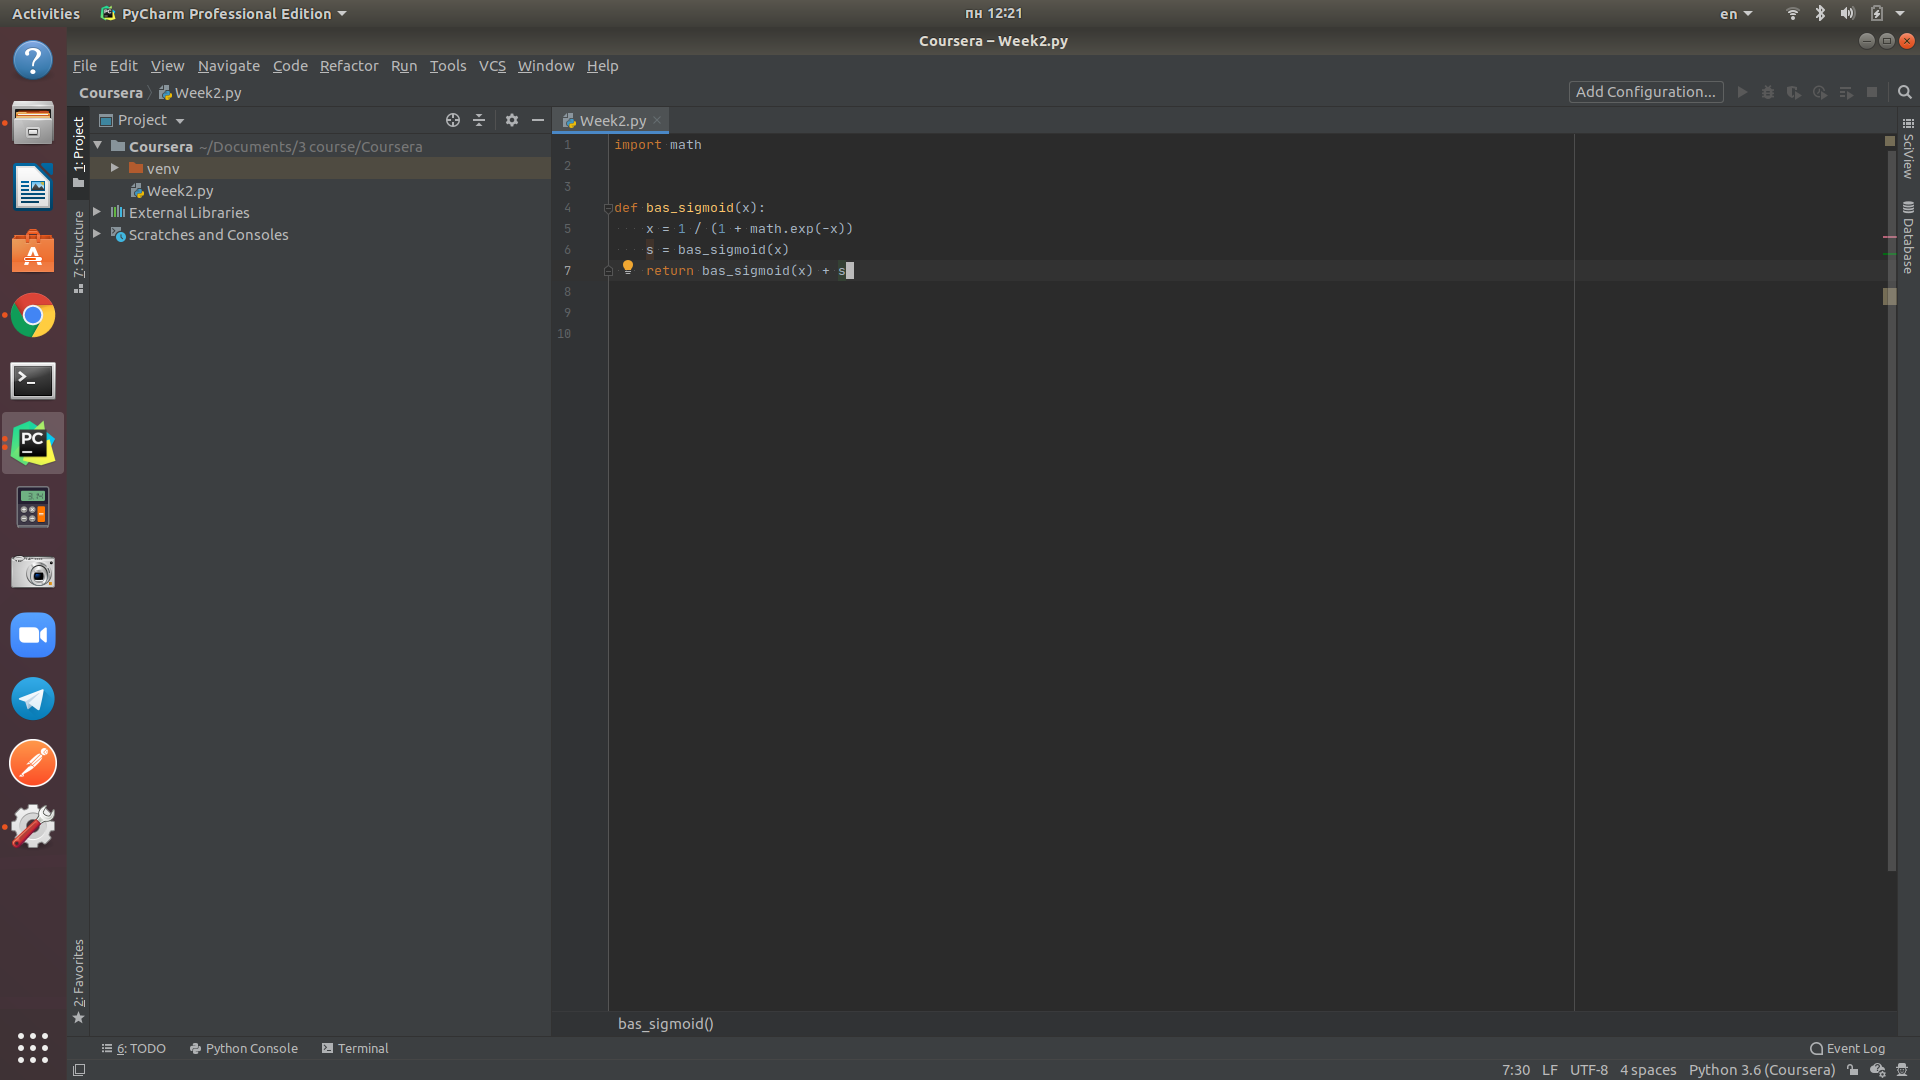 Activities PyCharm Professional Edition пн 12:21 en
Coursera – Week2.py
File Edit View Navigate Code Refactor Run Tools VCS Window Help
Coursera Week2.py Add Configuration...
1: Project
Project
Coursera ~/Documents/3 course/Coursera
venv
Week2.py
External Libraries
Scratches and Consoles
7: Structure
2: Favorites
Week2.py
1 import math
2
3
4 def bas_sigmoid(x):
5 x = 1 / (1 + math.exp(-x))
6 s = bas_sigmoid(x)
7 return bas_sigmoid(x) + s
8
9
10
SciView
Database
bas_sigmoid()
6: TODO Python Console Terminal Event Log
7:30 LF UTF-8 4 spaces Python 3.6 (Coursera)
PC